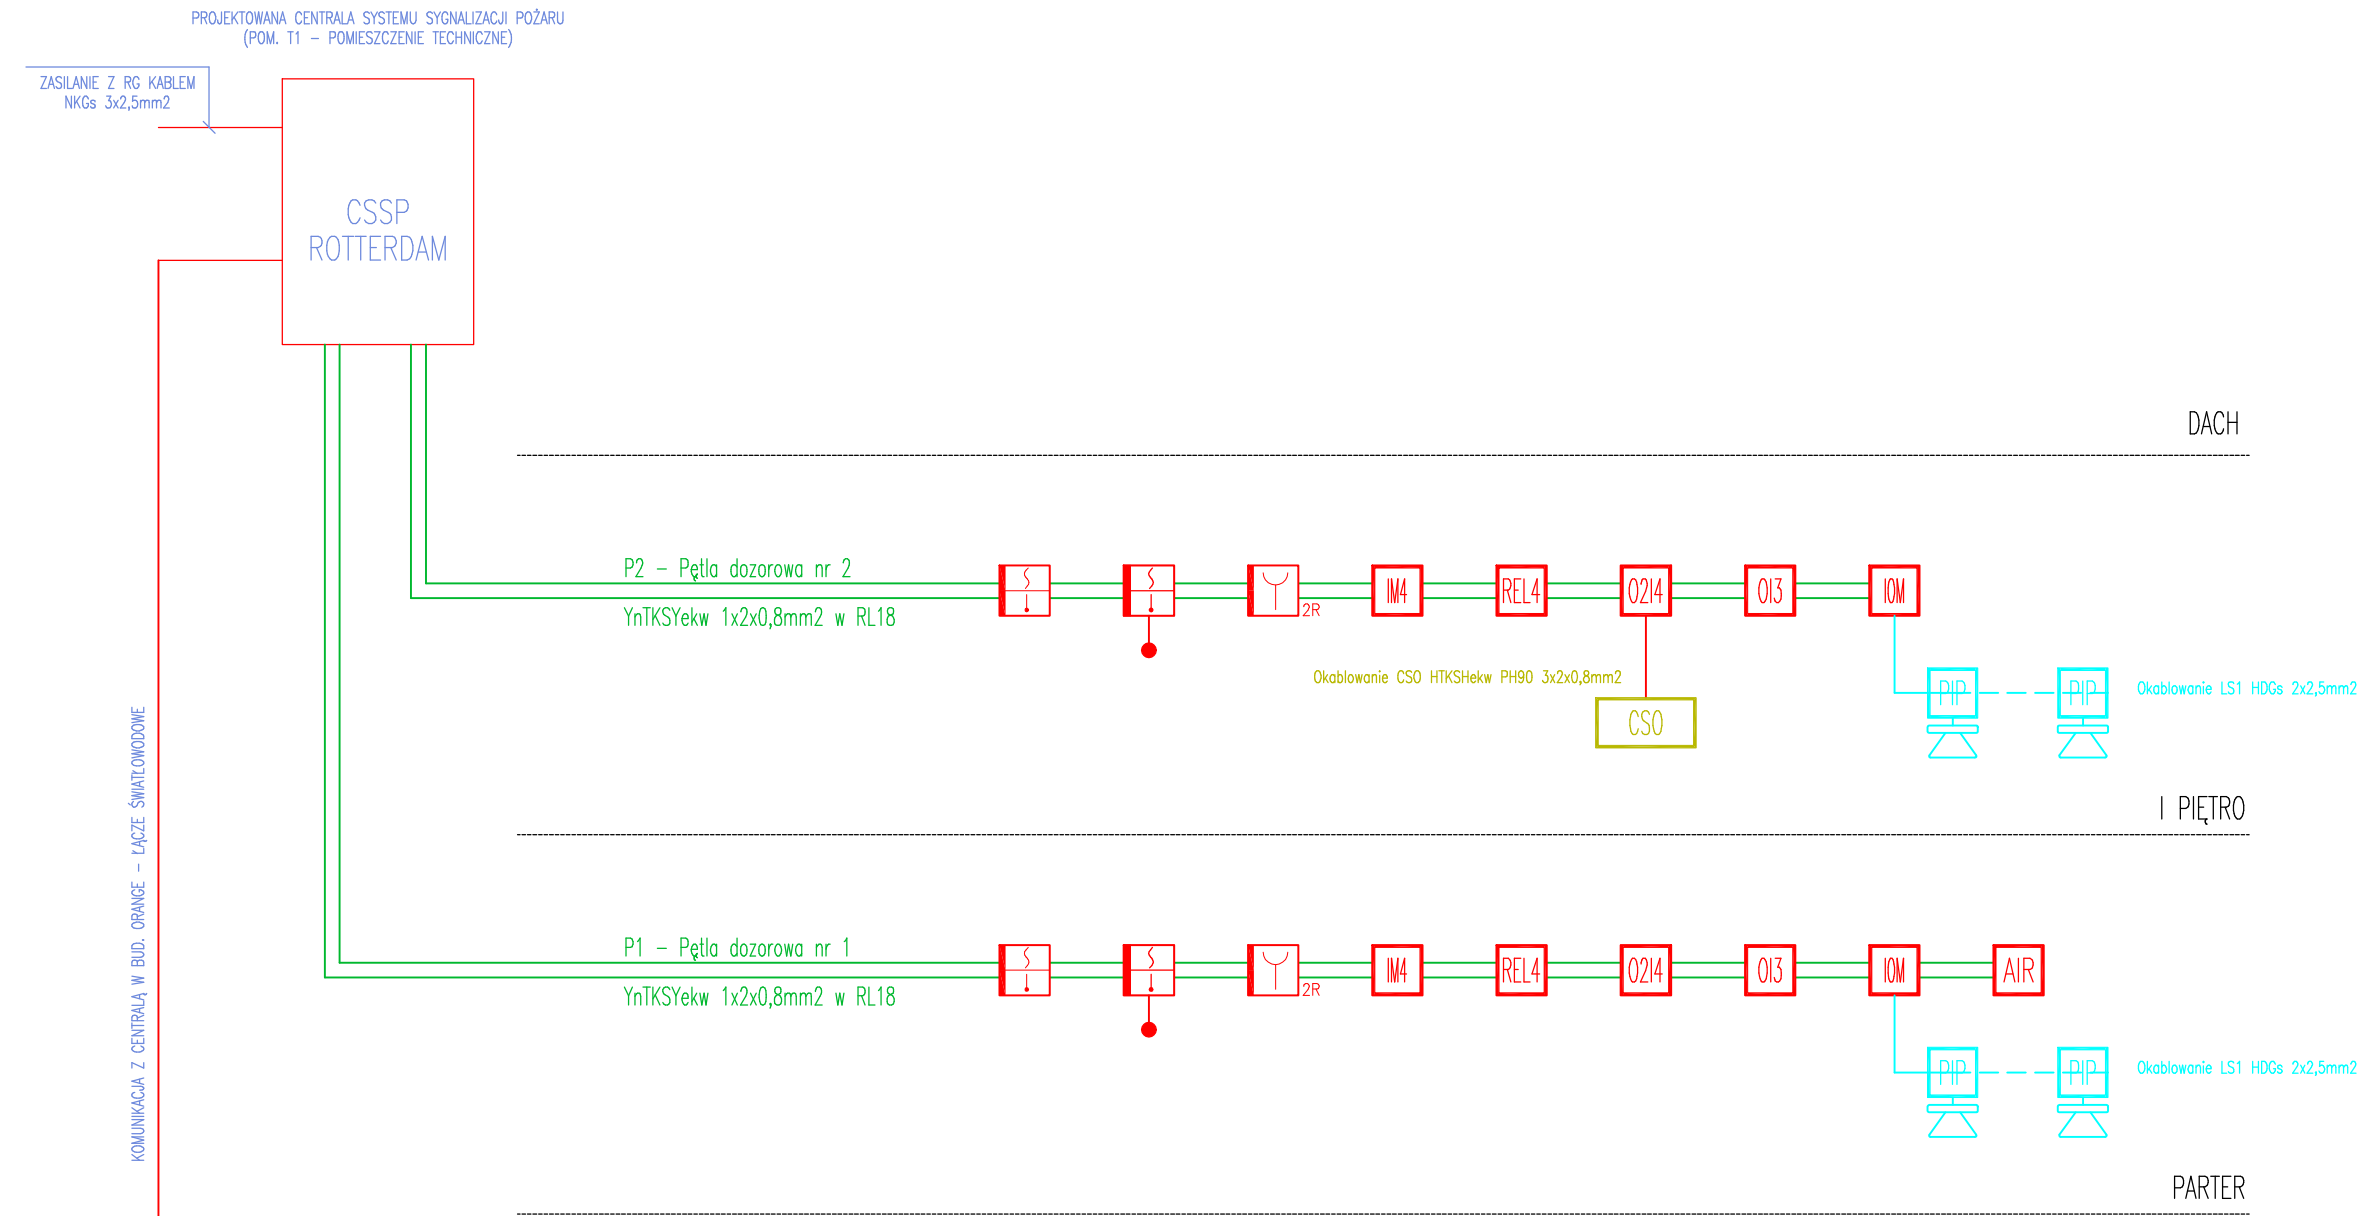 PROJEKTOWANA CENTRALA SYSTEMU SYGNALIZACJI POŻARU
(POM. T1 – POMIESZCZENIE TECHNICZNE)
ZASILANIE Z RG KABLEM
NKGs 3x2,5mm2
CSSP
ROTTERDAM
DACH
P2 – Pętla dozorowa nr 2
YnTKSYekw 1x2x0,8mm2 w RL18
2R
IM4
REL4
O2I4
OI3
IOM
Okablowanie CSO HTKSHekw PH90 3x2x0,8mm2
CSO
PIP
PIP
Okablowanie LS1 HDGs 2x2,5mm2
I PIĘTRO
KOMUNIKACJA Z CENTRALĄ W BUD. ORANGE – ŁĄCZE ŚWIATŁOWODOWE
P1 – Pętla dozorowa nr 1
YnTKSYekw 1x2x0,8mm2 w RL18
2R
IM4
REL4
O2I4
OI3
IOM
AIR
PIP
PIP
Okablowanie LS1 HDGs 2x2,5mm2
PARTER